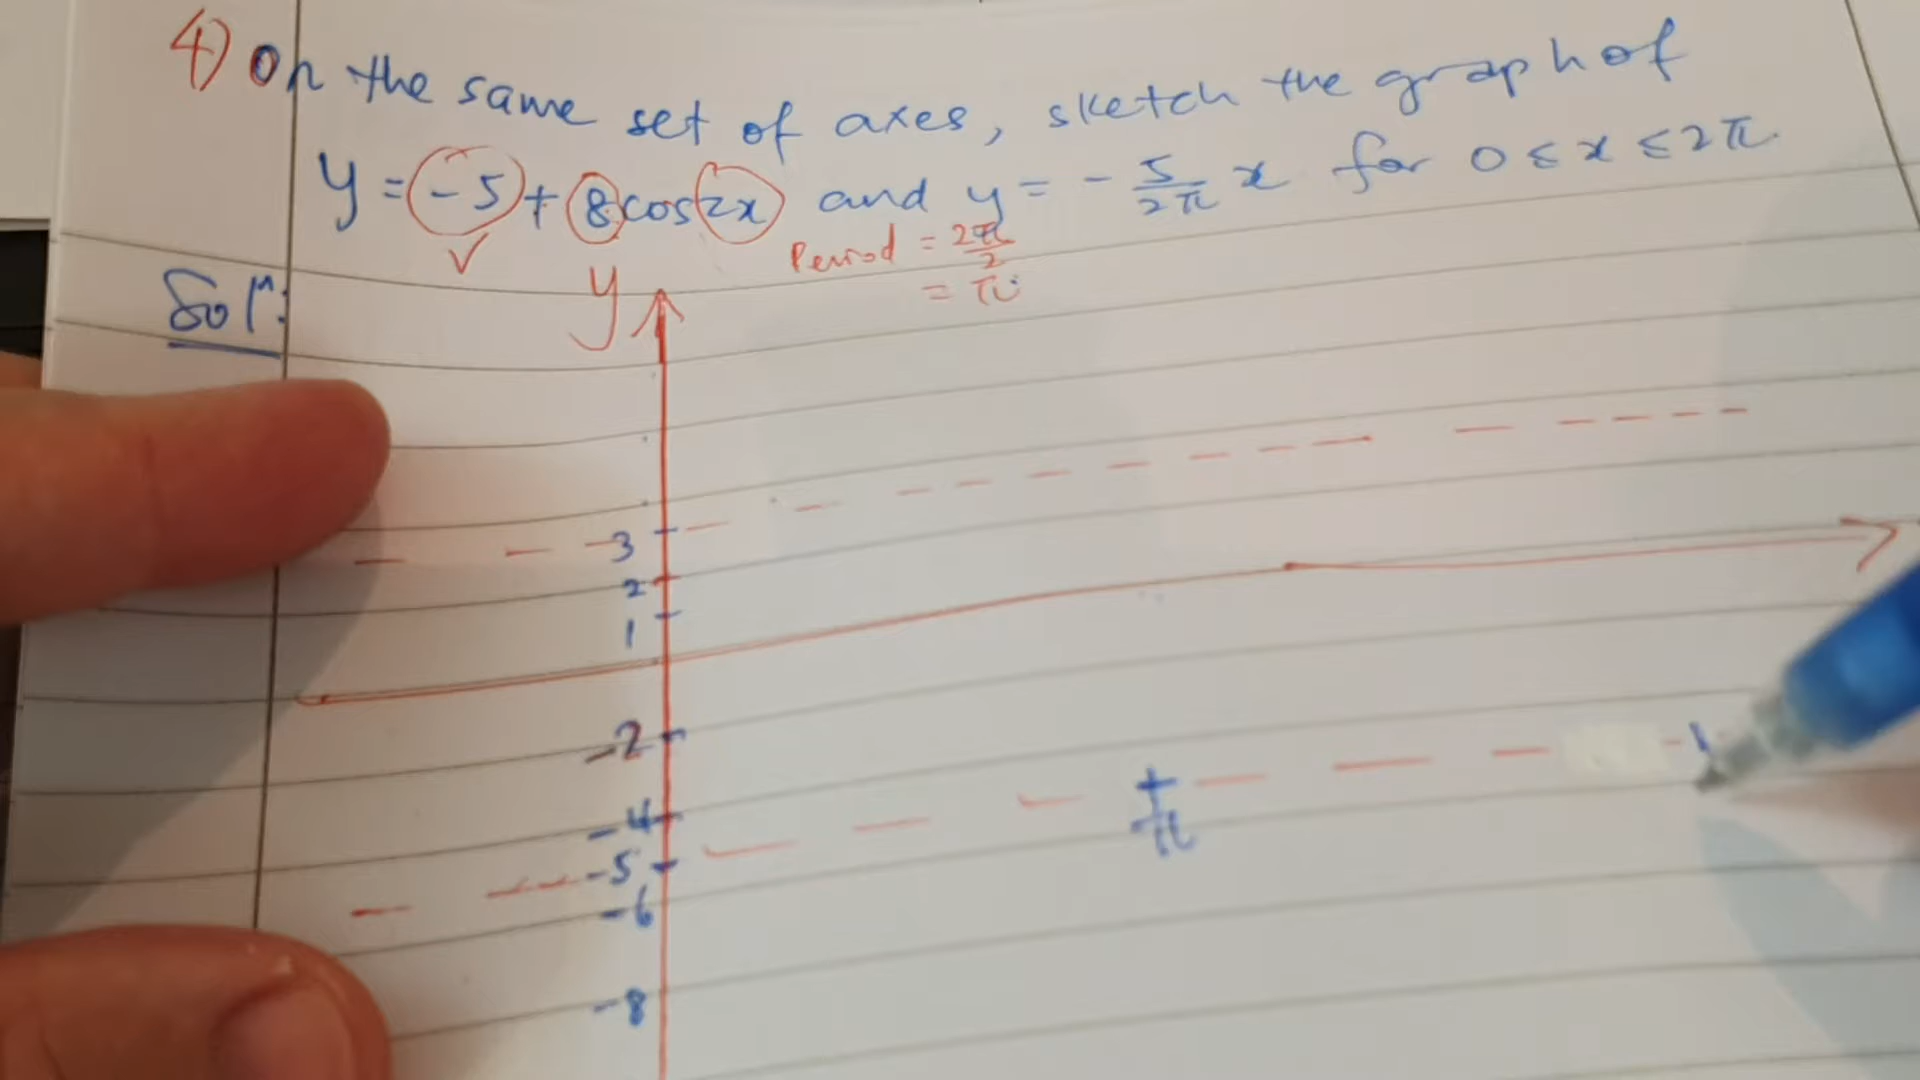 4) On the same set of axes, sketch the graph of
y = -5 + 8cos2x and y = -5/2π x for 0 ≤ x ≤ 2π.
✓
Period = 2π/2
= π
Sol^n:
y
3
2
1
-2
-4
-5
-6
-8
π